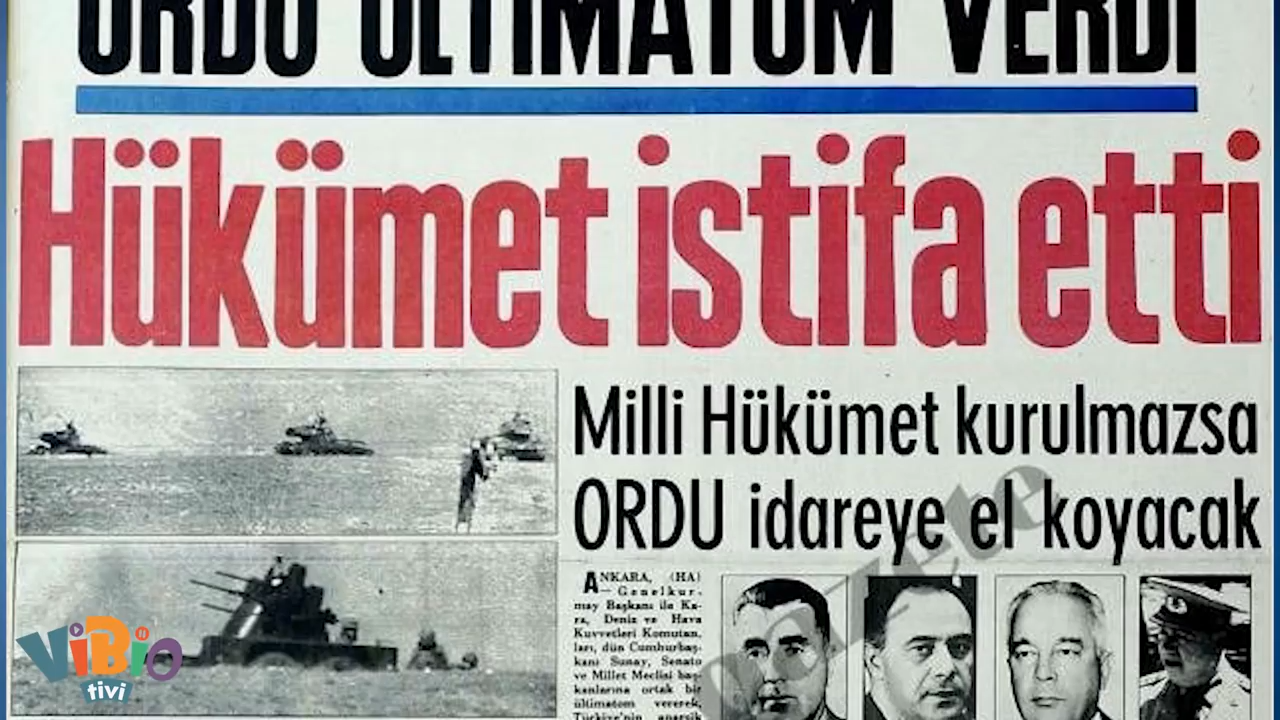 ORDU ÜLTİMATOM VERDİ
Hükümet istifa etti
Milli Hükümet kurulmazsa
ORDU idareye el koyacak
ANKARA, (HA)
— Genelkur-
may Başkanı ile Ka-
ra, Deniz ve Hava
Kuvvetleri Komutan-
ları, dün Cumhurbaş-
kanı Sunay, Senato
ve Millet Meclisi baş-
kanlarına ortak bir
ültimatom vererek,
Türkiye'nin anarşik
gazete
ViBiO
tivi